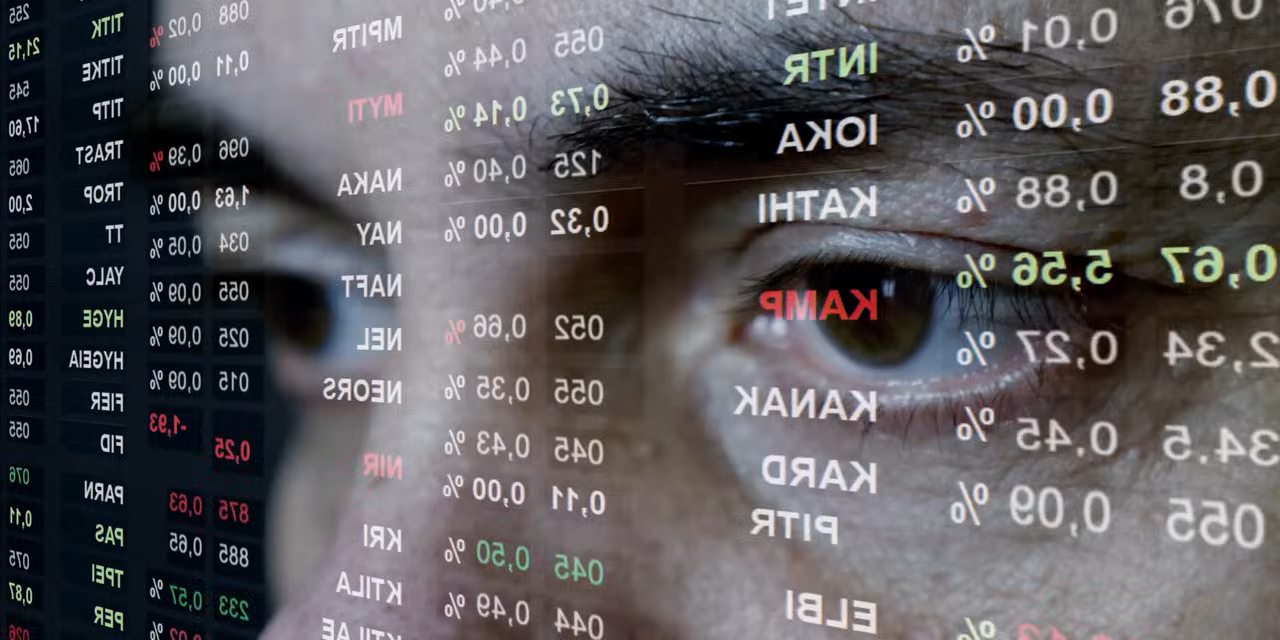 076 0,01 % INTR
0,88 0,00 % IOKA
0,8 0,88 % KATHI
0,67 5,56 % KAMP
2,34 0,27 % KANAK
34.5 0.45 % KARD
055 0,09 % PITR
ELBI
055 0,44 % MPITR
0,73 0,14 % MYTI
125 0,40 % NAKA
0,32 0,00 % NAY
NAFT
052 0,66 % NEL
055 0,35 % NEORS
045 0,43 % NIR
0,11 0,00 %
045 0,50 % KRI
044 0,49 % KTILA
088 0,02 % TITK 255
0,11 0,00 % TITKE 21,15
TITP 545
17,60
096 0,39 % TRAST 065
1,63 0,00 % TROP 2,00
034 0,05 % TT 055
055 0,09 % YALC 055
025 0,09 % HYGE 0,89
015 0,09 % HYGEIA 0,69
-1,93 FIER 055
0,25 FID 055
875 0,63 PARN 076
885 0,65 PAS 0,11
233 0,57 % TPEI 075
PER 0,87
026